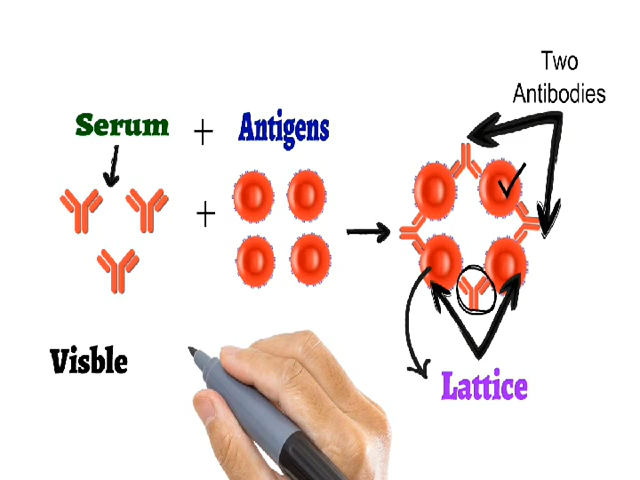 Two
Antibodies
Serum + Antigens
+
Visble
Lattice